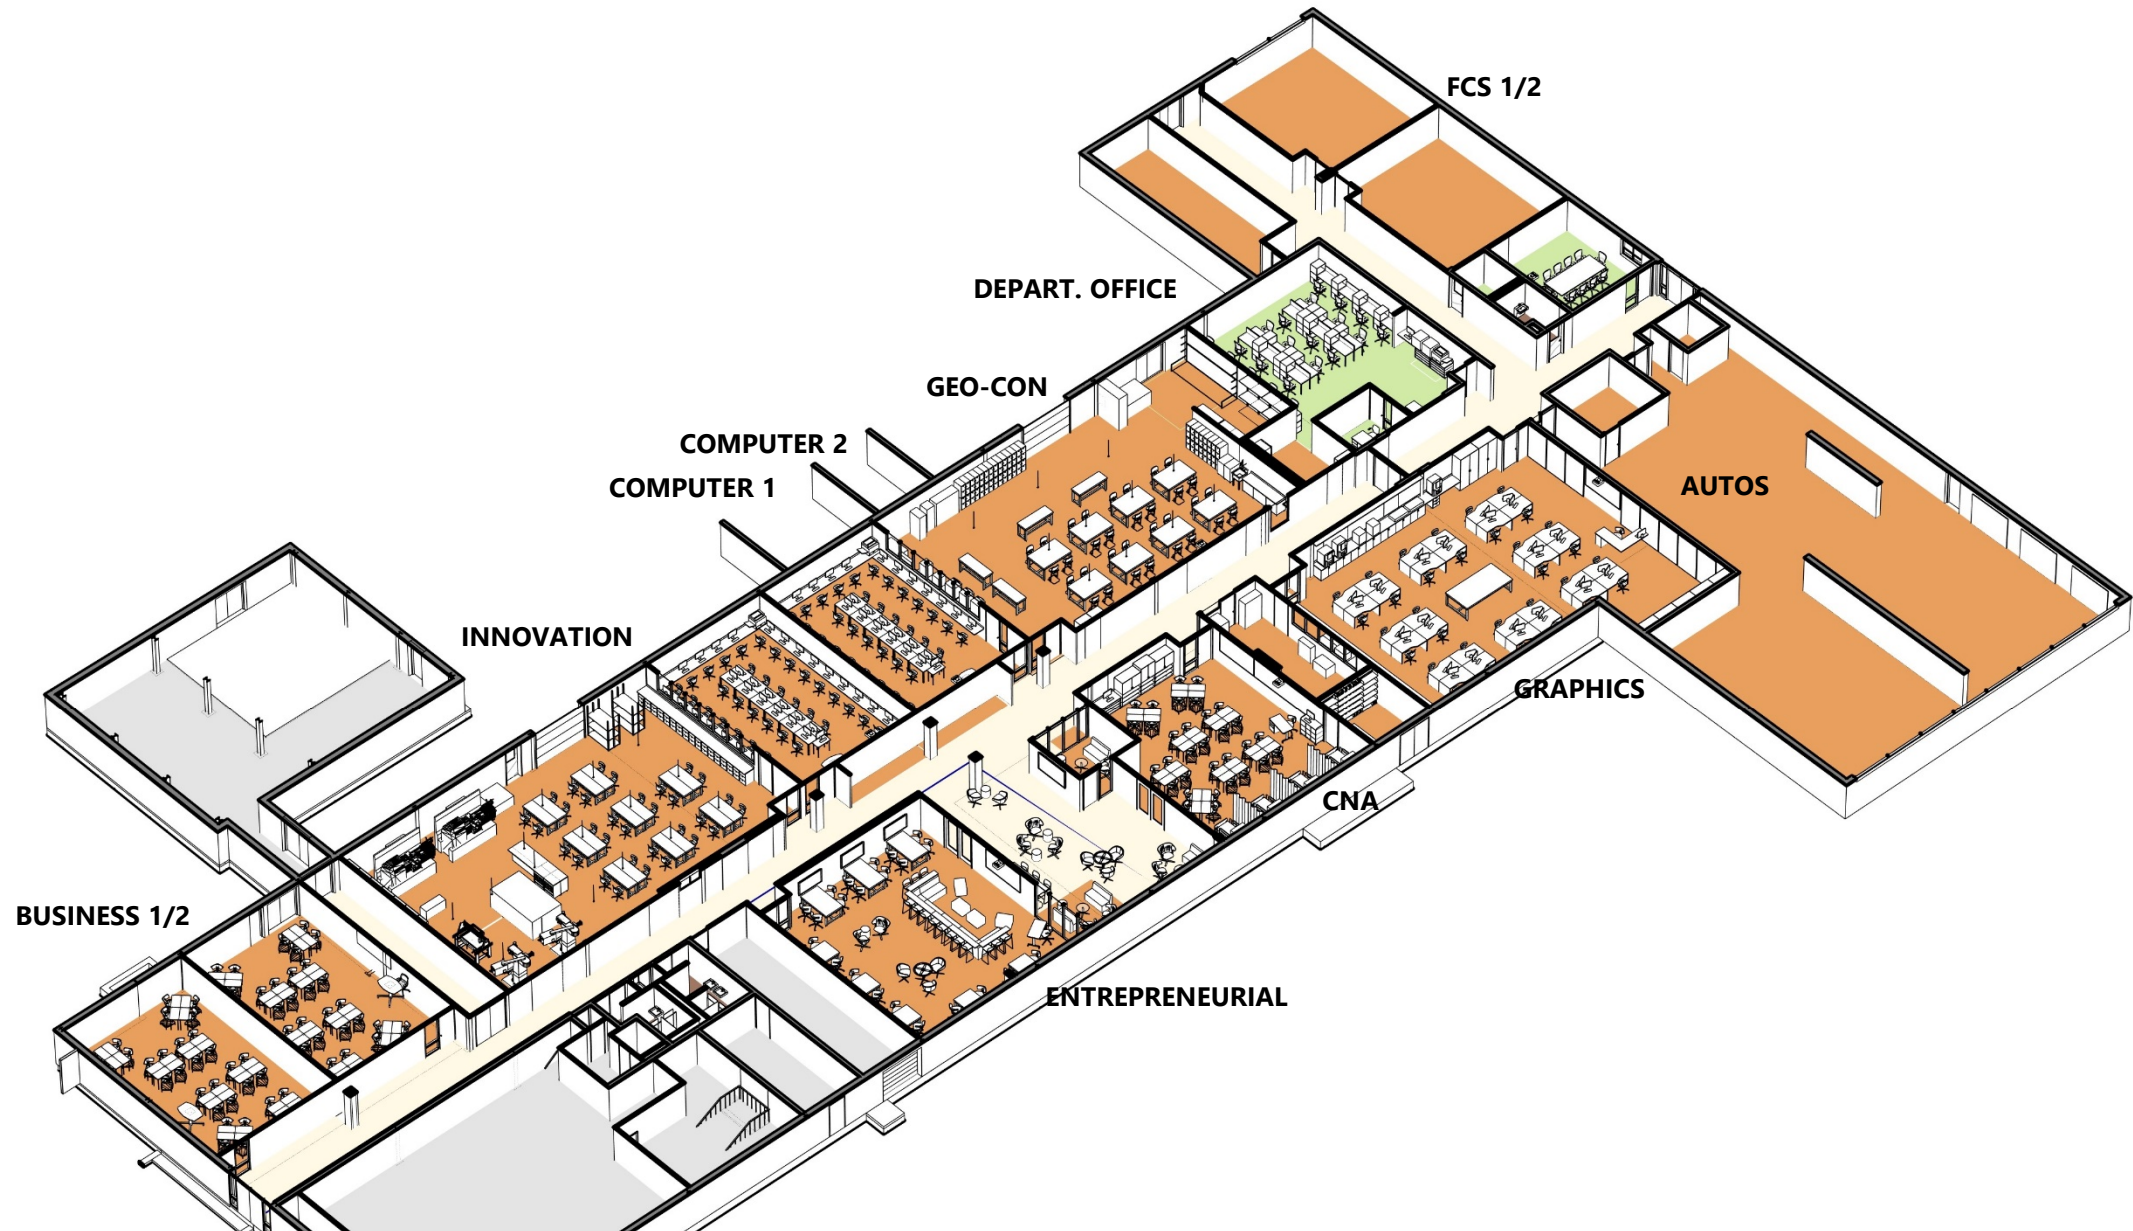 FCS 1/2
DEPART. OFFICE
GEO-CON
COMPUTER 2
COMPUTER 1
AUTOS
INNOVATION
GRAPHICS
CNA
BUSINESS 1/2
ENTREPRENEURIAL